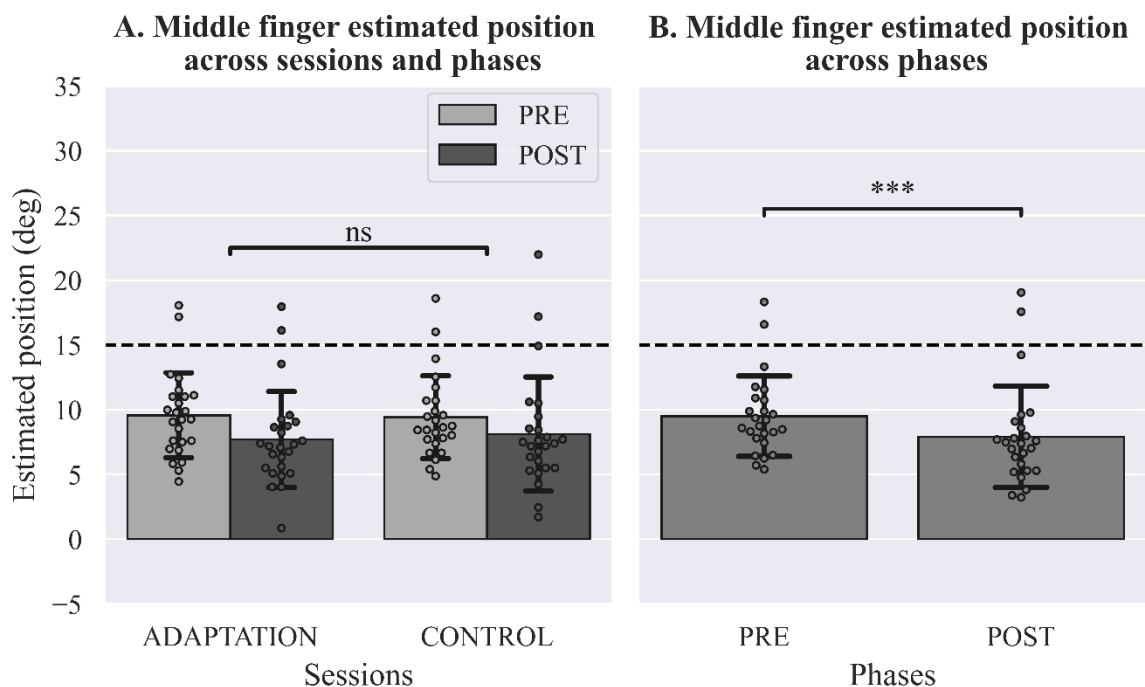 A. Middle finger estimated position
across sessions and phases
B. Middle finger estimated position
across phases
Estimated position (deg)
35
30
25
20
15
10
5
0
−5
PRE
POST
ns
***
ADAPTATION
CONTROL
Sessions
PRE
POST
Phases